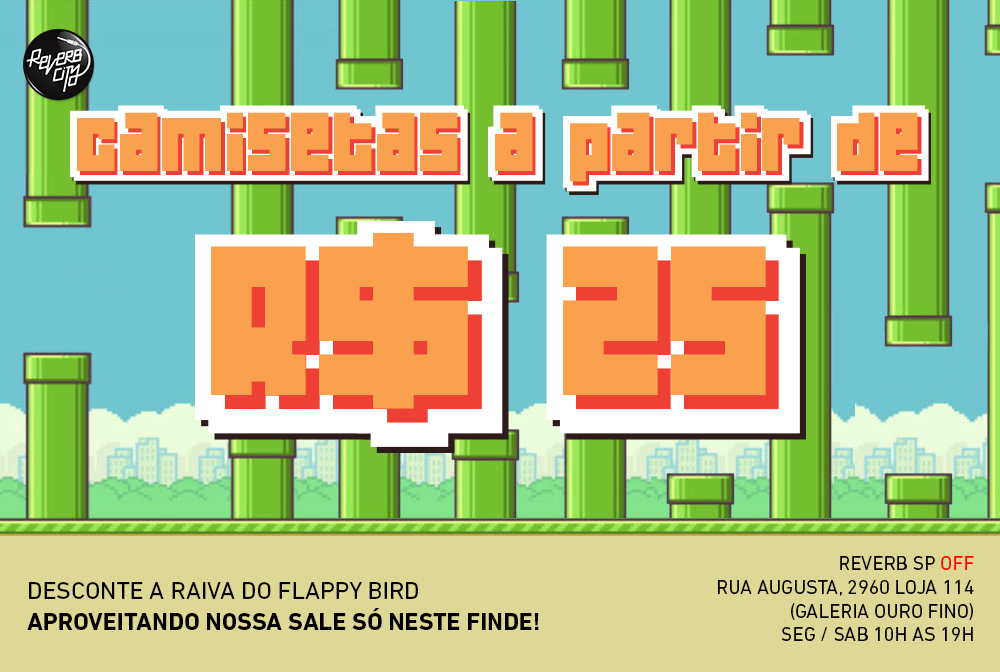 REVERB
CITY
camisetas a partir de
R$ 25
DESCONTE A RAIVA DO FLAPPY BIRD
APROVEITANDO NOSSA SALE SÓ NESTE FINDE!
REVERB SP OFF
RUA AUGUSTA, 2960 LOJA 114
(GALERIA OURO FINO)
SEG / SAB 10H AS 19H